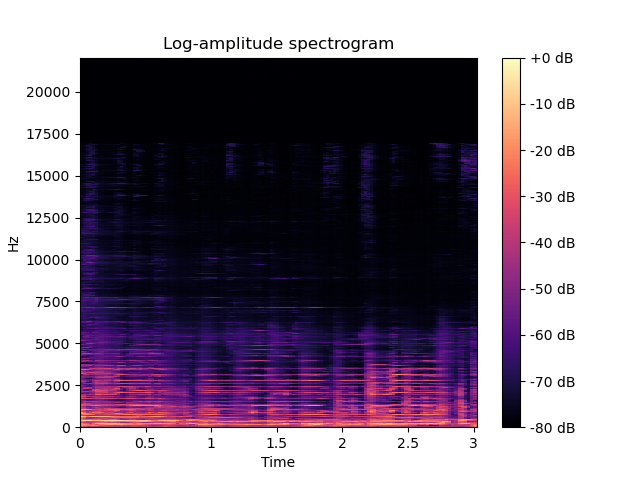 Log-amplitude spectrogram
Hz
20000
17500
15000
12500
10000
7500
5000
2500
0
0 0.5 1 1.5 2 2.5 3
Time
+0 dB
-10 dB
-20 dB
-30 dB
-40 dB
-50 dB
-60 dB
-70 dB
-80 dB